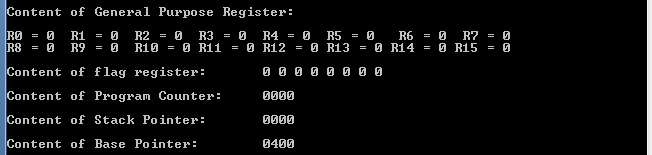 Content of General Purpose Register:
R0 = 0 R1 = 0 R2 = 0 R3 = 0 R4 = 0 R5 = 0 R6 = 0 R7 = 0
R8 = 0 R9 = 0 R10 = 0 R11 = 0 R12 = 0 R13 = 0 R14 = 0 R15 = 0
Content of flag register: 0 0 0 0 0 0 0 0
Content of Program Counter: 0000
Content of Stack Pointer: 0000
Content of Base Pointer: 0400